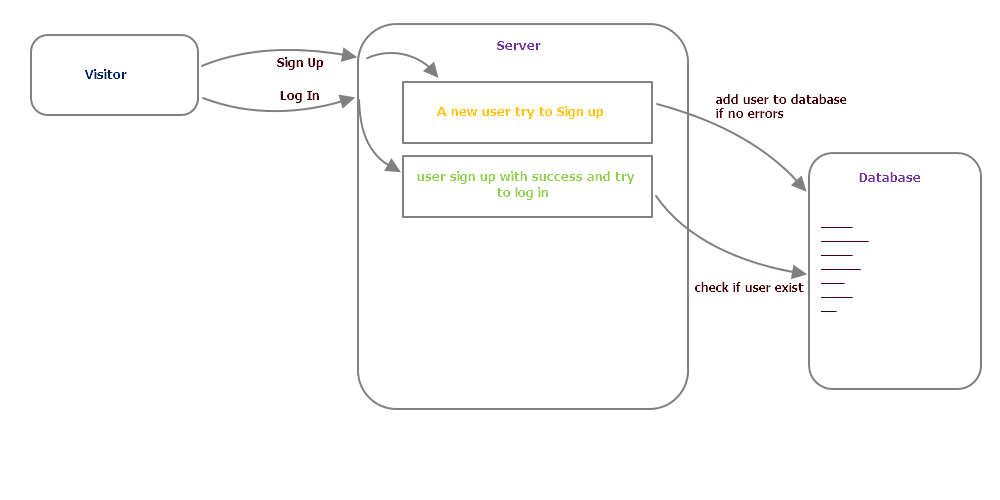 Visitor
Sign Up
Log In
Server
A new user try to Sign up
user sign up with success and try
to log in
add user to database
if no errors
check if user exist
Database